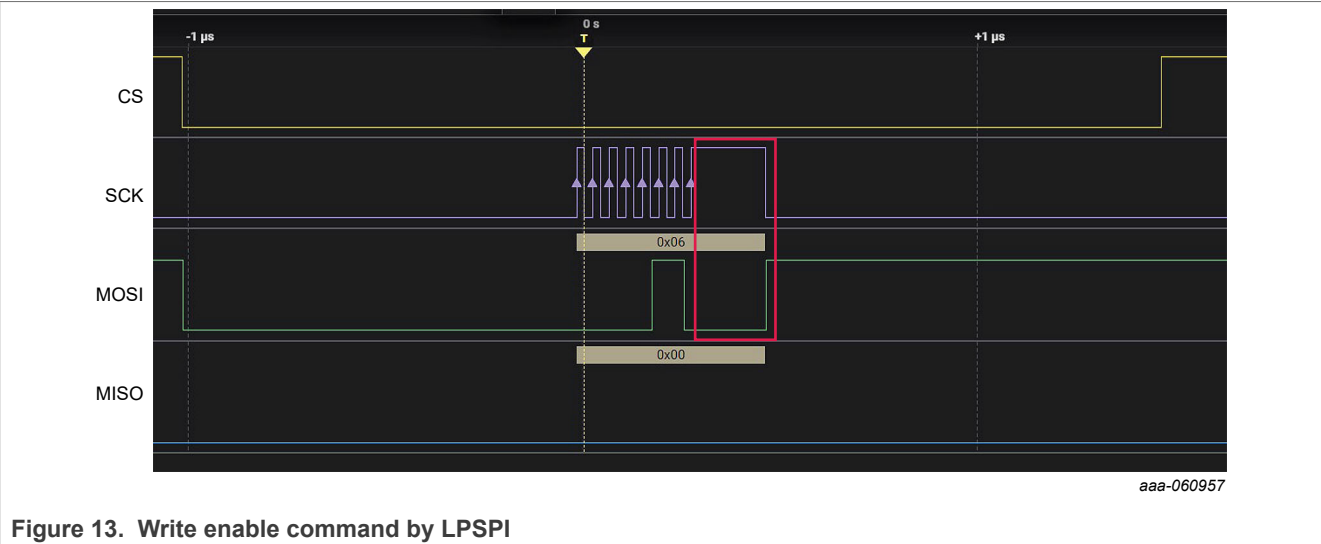 0 s
-1 µs
T
+1 µs
CS
SCK
0x06
MOSI
0x00
MISO
aaa-060957
Figure 13. Write enable command by LPSPI